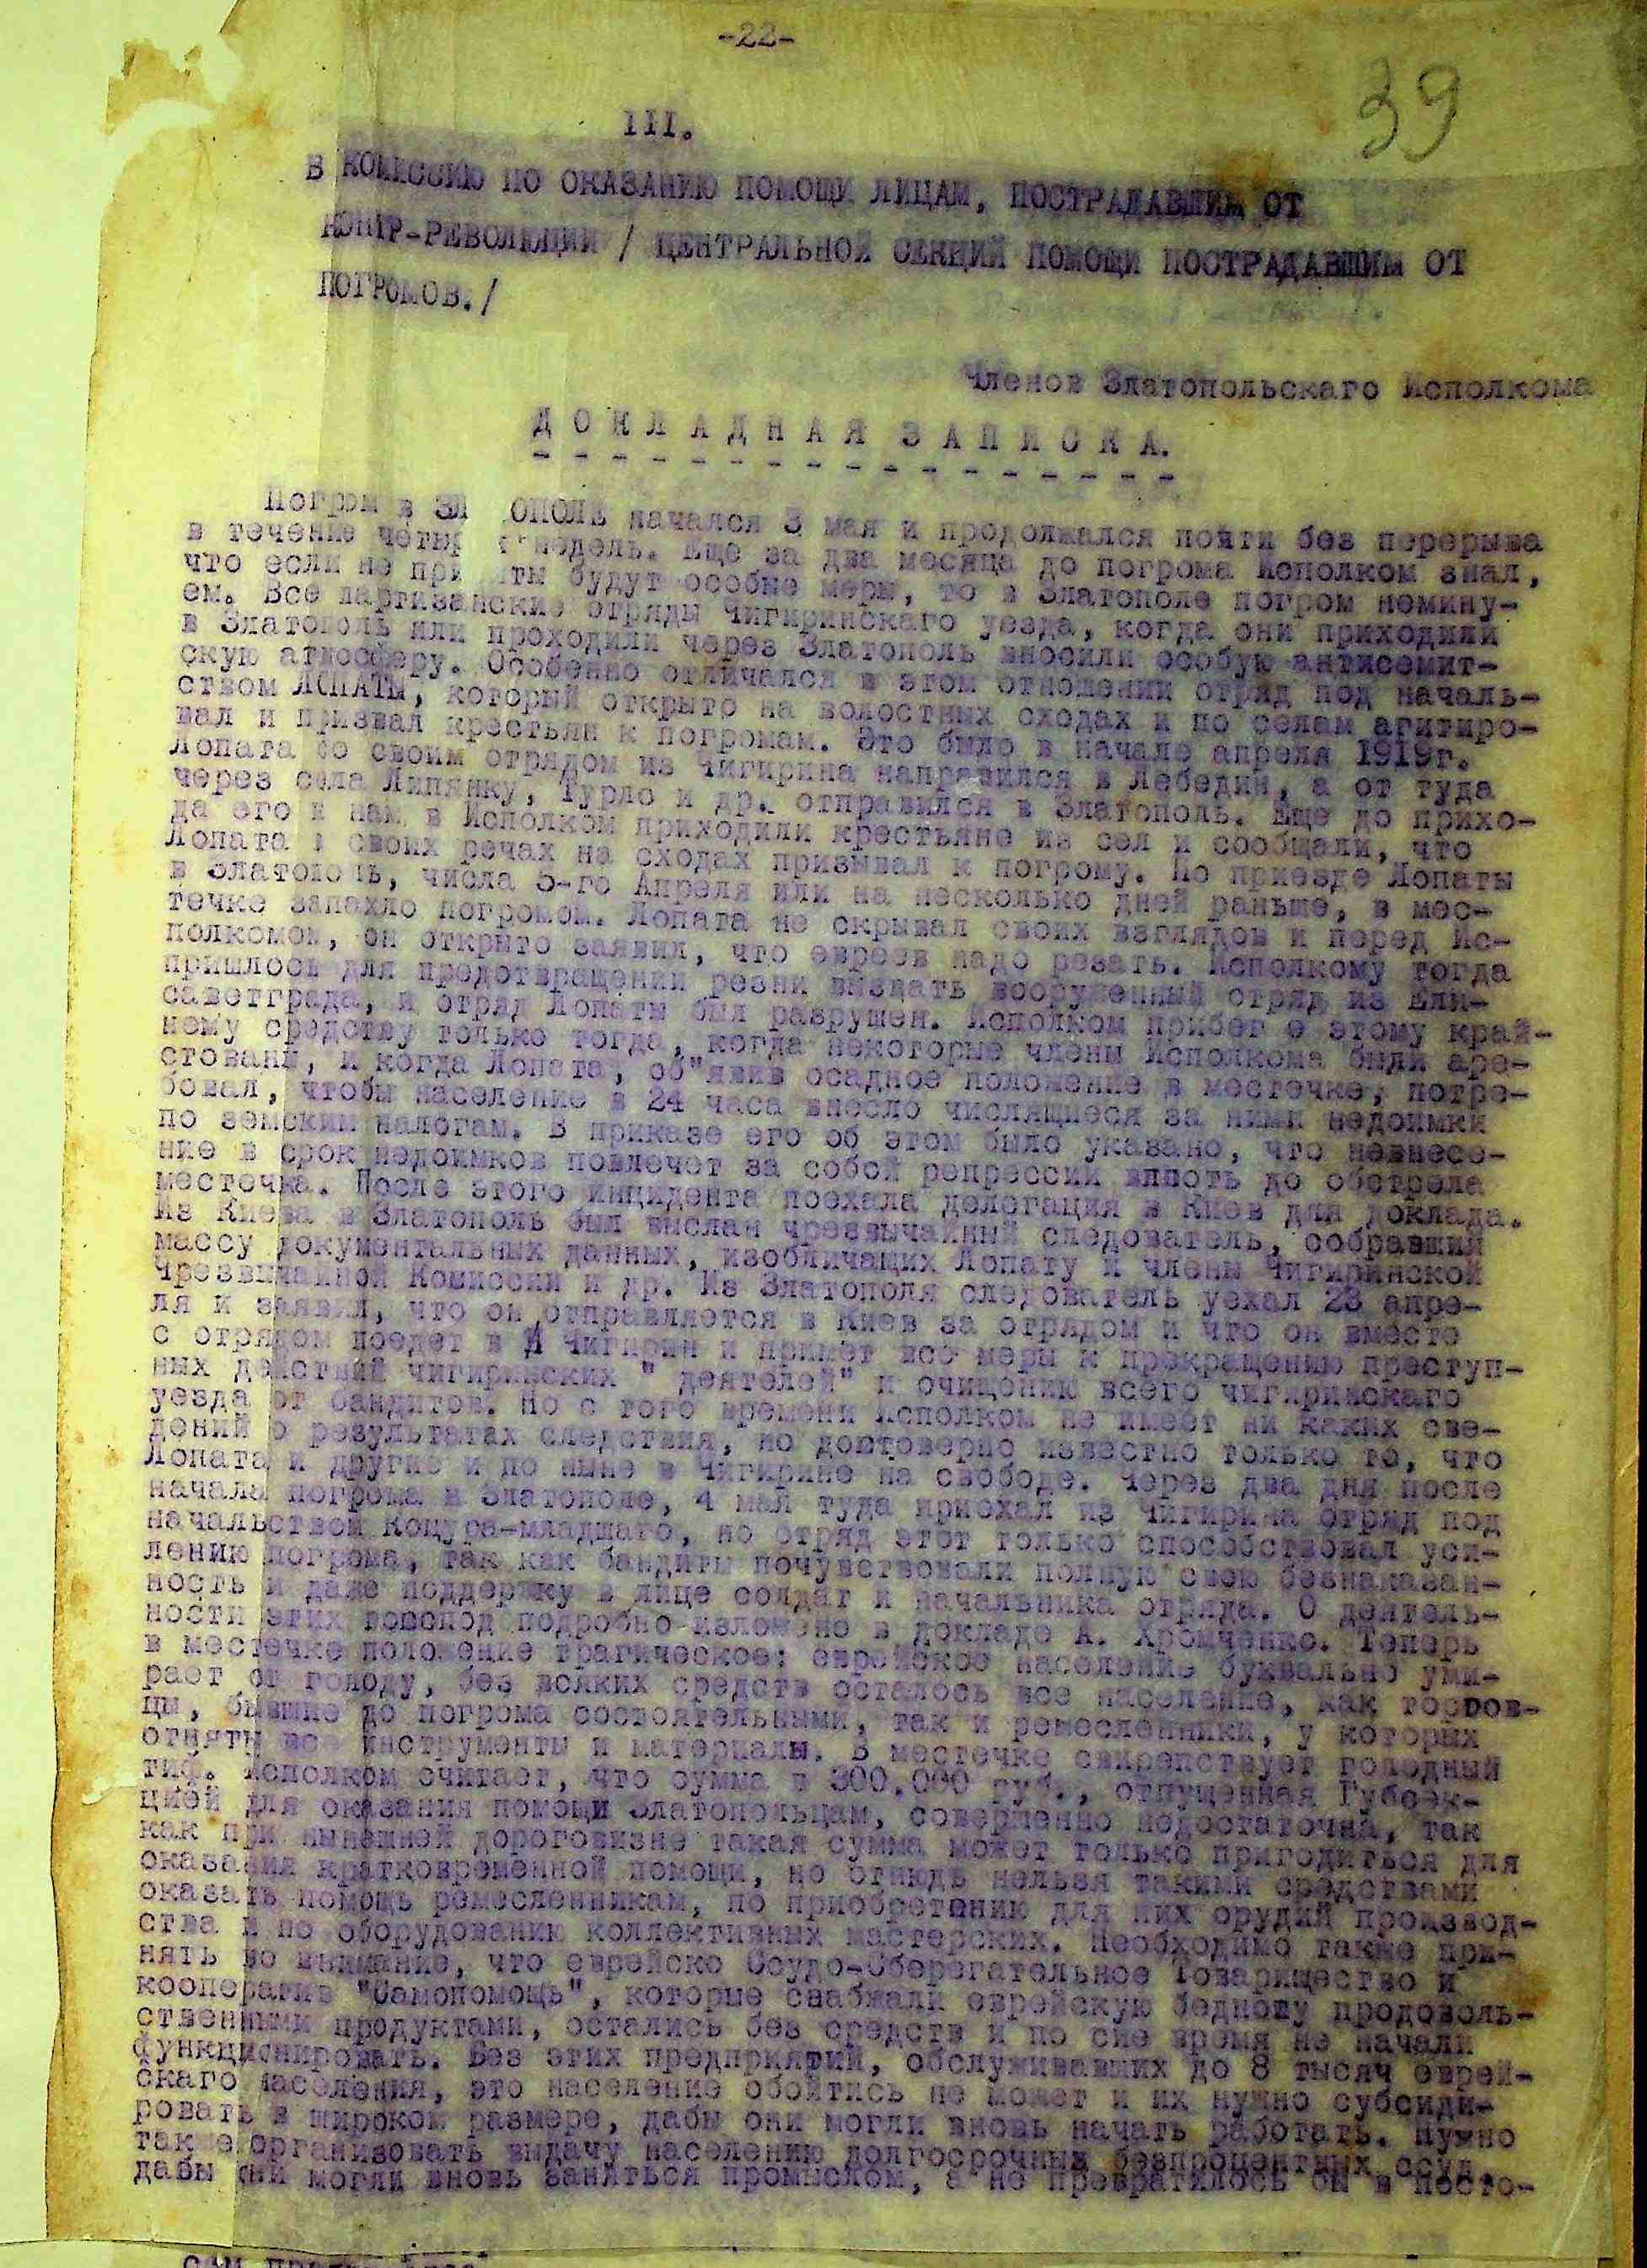 -22-
39
III.
В КОМИССИЮ ПО ОКАЗАНИЮ ПОМОЩИ ЛИЦАМ, ПОСТРАДАВШИМ ОТ
КОНТР-РЕВОЛЮЦИИ / ЦЕНТРАЛЬНОЙ СЕКЦИИ ПОМОЩИ ПОСТРАДАВШИМ ОТ
ПОГРОМОВ./
Членов Златопольскаго Исполкома
ДОКЛАДНАЯ ЗАПИСКА.
Погром в ЗЛ ОПОЛЕ начался 3 мая и продолжался почти без перерыва
в течение четыр недель. Еще за два месяца до погрома Исполком знал,
что если не при ты будут особые меры, то в Златополе погром немину-
ем. Все партизанские отряды Чигиринскаго уезда, когда они приходили
в Златополь или проходили через Златополь вносили особую антисемит-
скую атмосферу. Особенно отличался в этом отношении отряд под началь-
ством ЛОПАТЫ, который открыто на волостных сходах и по селам агитиро-
вал и призвал крестьян к погромам. Это было в начале апреля 1919г.
Лопата со своим отрядом из Чигирина направился в Лебедин, а от туда
через села Липянку, Турло и др. отправился в Златополь. Еще до прихо-
да его к нам в Исполком приходили крестьяне из сел и сообщали, что
Лопата в своих речах на сходах призывал к погрому. По приезде Лопаты
в Златополь, числа 5-го Апреля или на несколько дней раньше, в мес-
течке запахло погромом. Лопата не скрывал своих взглядов и перед Ис-
полкомом, он открыто заявил, что евреев надо резать. Исполкому тогда
пришлось для предотвращения резни вызвать вооруженный отряд из Ели-
саветграда, и отряд Лопаты был разрушен. Исполком прибег о этому край-
нему средству только тогда, когда некоторые члены Исполкома были аре-
стованы, и когда Лопата, об"явив осадное положение в местечке, потре-
бовал, чтобы население в 24 часа внесло числящиеся за ними недоимки
по земским налогам. В приказе его об этом было указано, что невнесе-
ние в срок недоимков повлечет за собой репрессии вплоть до обстрела
местечка. После этого инцидента поехала делегация в Киев для доклада.
Из Киева в Златополь был выслан чрезвычайный следователь, собравший
массу документальных данных, изобличащих Лопату и члены Чигиринской
Чрезвычайной Комиссии и др. Из Златополя следователь уехал 23 апре-
ля и заявил, что он отправляется в Киев за отрядом и что он вместо
с отрядом поедет в Чигирин и примет все меры к прекращению преступ-
ных действий чигиринских " деятелей" и очищению всего чигиринскаго
уезда от бандитов. Но с того времени Исполком не имеет ни каких све-
дений о результатах следствия, но достоверно известно только то, что
Лопата и другие и по ныне в Чигирине на свободе. Через два дня после
начала погрома в Златополе, 4 мая туда приехал из Чигирина отряд под
начальством Коцура-младшаго, но отряд этот только способствовал уси-
лению погрома, так как бандиты почувствовали полную свою безнаказан-
ность и даже поддержку в лице солдат и начальника отряда. О деятель-
ности этих господ подробно изложено в докладе А. Хромченко. Теперь
в местечке положение трагическое: еврейское население буквально уми-
рает от голоду, без всяких средств осталось все население, как торгов-
цы, бывшие до погрома состоятельными, так и ремесленники, у которых
отняты все инструменты и материалы. В местечке свирепствует голодный
тиф. Исполком считает, что сумма в 300.000 руб., отпущенная Губсек-
цией для оказания помощи Златопольцам, совершенно недостаточна, так
как при нынешней дороговизне такая сумма может только пригодиться для
оказания кратковременной помощи, но отнюдь нельзя такими средствами
оказать помощь ремесленникам, по приобретению для них орудий производ-
ства и по оборудованию коллективных мастерских. Необходимо также при-
нять во внимание, что еврейско Ссудо-Сберегательное Товарищество и
кооператив "Самопомощь", которые снабжали еврейскую бедноту продоволь-
ственными продуктами, остались без средств и по сие время не начали
функционировать. Без этих предприятий, обслуживавших до 8 тысяч еврей-
скаго населения, это население обойтись не может и их нужно субсиди-
ровать в широком размере, дабы они могли вновь начать работать. Нужно
также организовать выдачу населению долгосрочных безпроцентных ссуд,
дабы они могли вновь заняться промыслом, а не превратилось бы в несто-